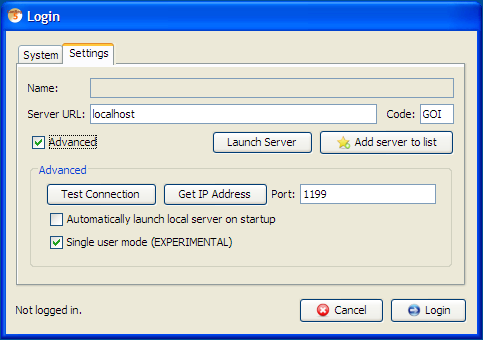 Login
System Settings
Name:
Server URL: localhost Code: GOI
Advanced Launch Server Add server to list
Advanced
Test Connection Get IP Address Port: 1199
Automatically launch local server on startup
Single user mode (EXPERIMENTAL)
Not logged in. Cancel Login